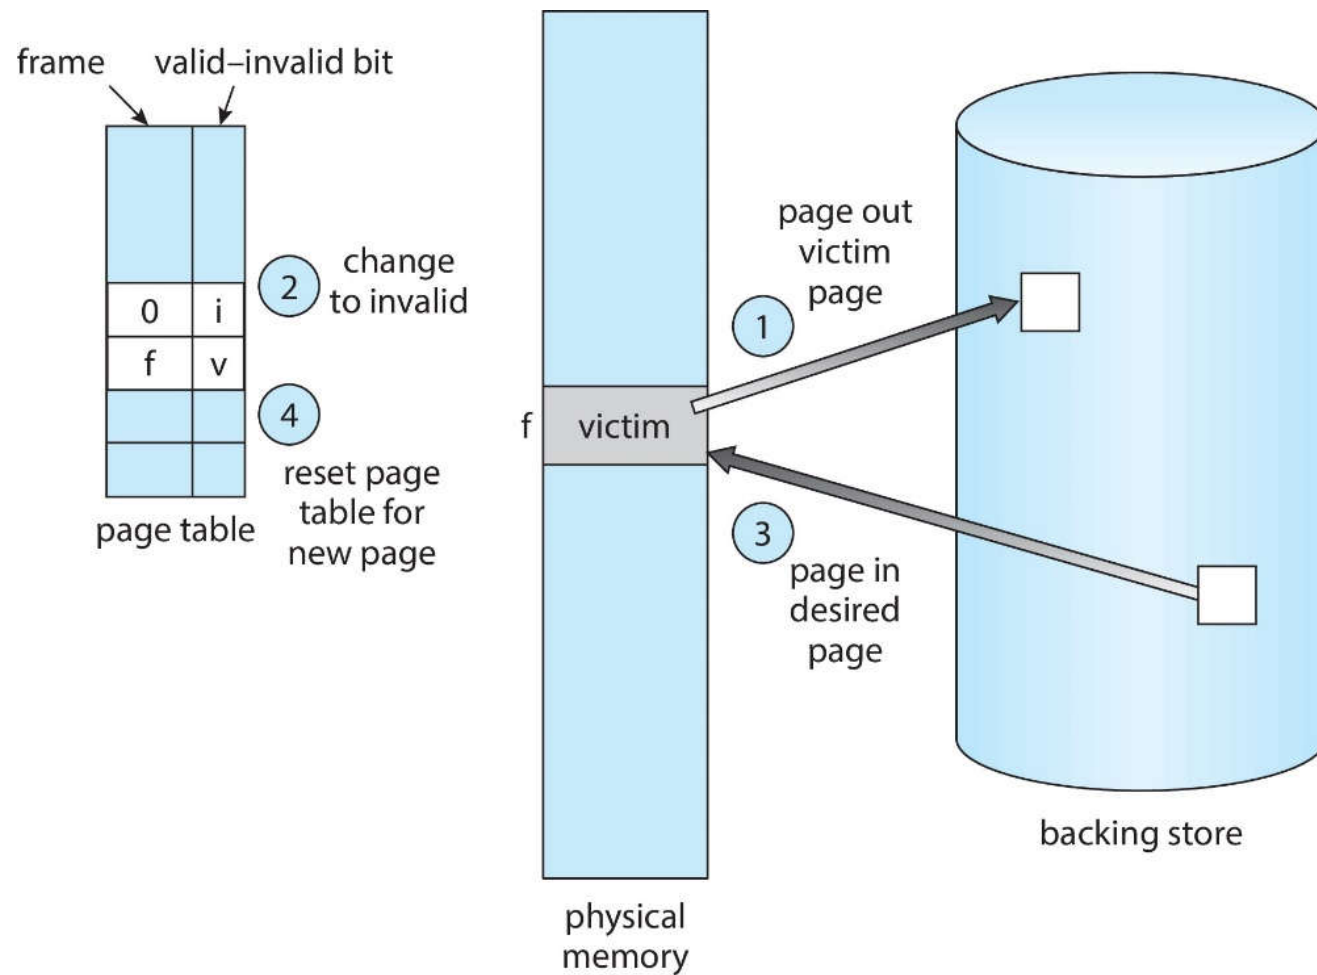 frame
valid–invalid bit
0
i
f
v
2
change
to invalid
4
reset page
table for
new page
page table
f
victim
physical
memory
1
page out
victim
page
3
page in
desired
page
backing store